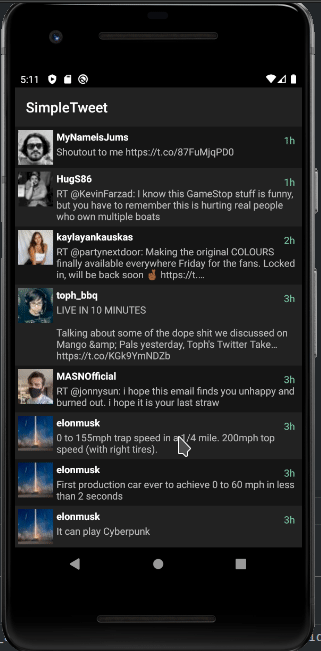 5:11
SimpleTweet
MyNameisJums
1h
Shoutout to me https://t.co/87FuMjqPD0
HugS86
1h
RT @KevinFarzad: I know this GameStop stuff is funny,
but you have to remember this is hurting real people
who own multiple boats
kaylayankauskas
2h
RT @partynextdoor: Making the original COLOURS
finally available everywhere Friday for the fans. Locked
in, will be back soon 🤞🏾 https://t.…
toph_bbq
3h
LIVE IN 10 MINUTES
Talking about some of the dope shit we discussed on
Mango &amp; Pals yesterday, Toph's Twitter Take…
https://t.co/KGk9YmNDZb
MASNOfficial
3h
RT @jonnysun: i hope this email finds you unhappy and
burned out. i hope it is your last straw
elonmusk
3h
0 to 155mph trap speed in a 1/4 mile. 200mph top
speed (with right tires).
elonmusk
3h
First production car ever to achieve 0 to 60 mph in less
than 2 seconds
elonmusk
3h
It can play Cyberpunk